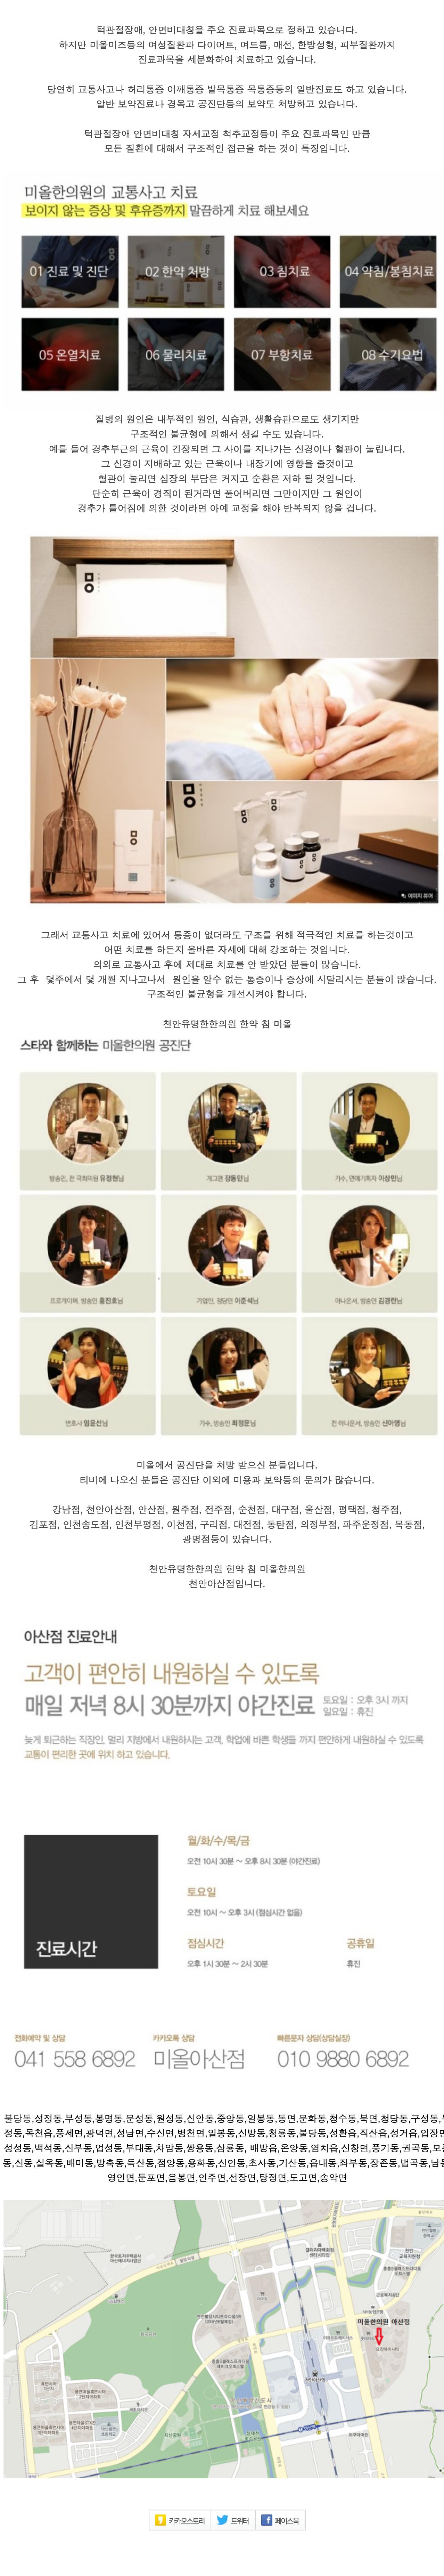 턱관절장애, 안면비대칭을 주요 진료과목으로 정하고 있습니다.
하지만 미올미즈등의 여성질환과 다이어트, 여드름, 매선, 한방성형, 피부질환까지
진료과목을 세분화하여 치료하고 있습니다.
당연히 교통사고나 허리통증 어깨통증 발목통증 목통증등의 일반진료도 하고 있습니다.
알반 보약진료나 경옥고 공진단등의 보약도 처방하고 있습니다.
턱관절장애 안면비대칭 자세교정 척추교정등이 주요 진료과목인 만큼
모든 질환에 대해서 구조적인 접근을 하는 것이 특징입니다.
미올한의원의 교통사고 치료
보이지 않는 증상 및 후유증까지 말끔하게 치료 해보세요
01 진료 및 진단
02 한약 처방
03 침치료
04 약침/봉침치료
05 온열치료
06 물리치료
07 부항치료
08 수기요법
질병의 원인은 내부적인 원인, 식습관, 생활습관으로도 생기지만
구조적인 불균형에 의해서 생길 수도 있습니다.
예를 들어 경추부근의 근육이 긴장되면 그 사이를 지나가는 신경이나 혈관이 눌립니다.
그 신경이 지배하고 있는 근육이나 내장기에 영향을 줄것이고
혈관이 눌리면 심장의 부담은 커지고 순환은 저하 될 것입니다.
단순히 근육이 경직이 된거라면 풀어버리면 그만이지만 그 원인이
경추가 틀어짐에 의한 것이라면 아예 교정을 해야 반복되지 않을 겁니다.
이미지 뷰어
그래서 교통사고 치료에 있어서 통증이 없더라도 구조를 위해 적극적인 치료를 하는것이고
어떤 치료를 하든지 올바른 자세에 대해 강조하는 것입니다.
의외로 교통사고 후에 제대로 치료를 안 받았던 분들이 많습니다.
그 후 몇주에서 몇 개월 지나고나서 원인을 알수 없는 통증이나 증상에 시달리시는 분들이 많습니다.
구조적인 불균형을 개선시켜야 합니다.
천안유명한한의원 한약 침 미올
스타와 함께하는 미올한의원 공진단
방송인, 전 국회의원 유정현님
개그맨 장동민님
가수, 연예기획자 이상민님
프로게이머, 방송인 홍진호님
기업인, 정당인 이준석님
아나운서, 방송인 김경란님
변호사 임윤선님
가수, 방송인 최정문님
전 아나운서, 방송인 신아영님
미올에서 공진단을 처방 받으신 분들입니다.
티비에 나오신 분들은 공진단 이외에 미용과 보약등의 문의가 많습니다.
강남점, 천안아산점, 안산점, 원주점, 전주점, 순천점, 대구점, 울산점, 평택점, 청주점,
김포점, 인천송도점, 인천부평점, 이천점, 구리점, 대전점, 동탄점, 의정부점, 파주운정점, 목동점,
광명점등이 있습니다.
천안유명한한의원 힌약 침 미올한의원
천안아산점입니다.
아산점 진료안내
고객이 편안히 내원하실 수 있도록
매일 저녁 8시 30분까지 야간진료 토요일 : 오후 3시 까지
일요일 : 휴진
늦게 퇴근하는 직장인, 멀리 지방에서 내원하시는 고객, 학업에 바쁜 학생들 까지 편안하게 내원하실 수 있도록
교통이 편리한 곳에 위치 하고 있습니다.
진료시간
월/화/수/목/금
오전 10시 30분 ~ 오후 8시 30분 (야간진료)
토요일
오전 10시 ~ 오후 3시 (점심시간 없음)
점심시간
오후 1시 30분 ~ 2시 30분
공휴일
휴진
전화예약 및 상담
041 558 6882
카카오톡 상담
미올아산점
빠른문자 상담(상담실장)
010 9880 6892
불당동,성정동,부성동,봉명동,문성동,원성동,신안동,중앙동,일봉동,동면,문화동,청수동,북면,청당동,구성동,
정동,목천읍,풍세면,광덕면,성남면,수신면,병천면,일봉동,신방동,청룡동,불당동,성환읍,직산읍,성거읍,입장면
성성동,백석동,신부동,업성동,부대동,차암동,쌍용동,삼룡동, 배방읍,온양동,염치읍,신창면,풍기동,권곡동,
동,신동,실옥동,배미동,방축동,득산동,점양동,용화동,신인동,초사동,기산동,읍내동,좌부동,장존동,법곡동,
영인면,둔포면,음봉면,인주면,선장면,탕정면,도고면,송악면
미올한의원 아산점
카카오스토리
트위터
페이스북